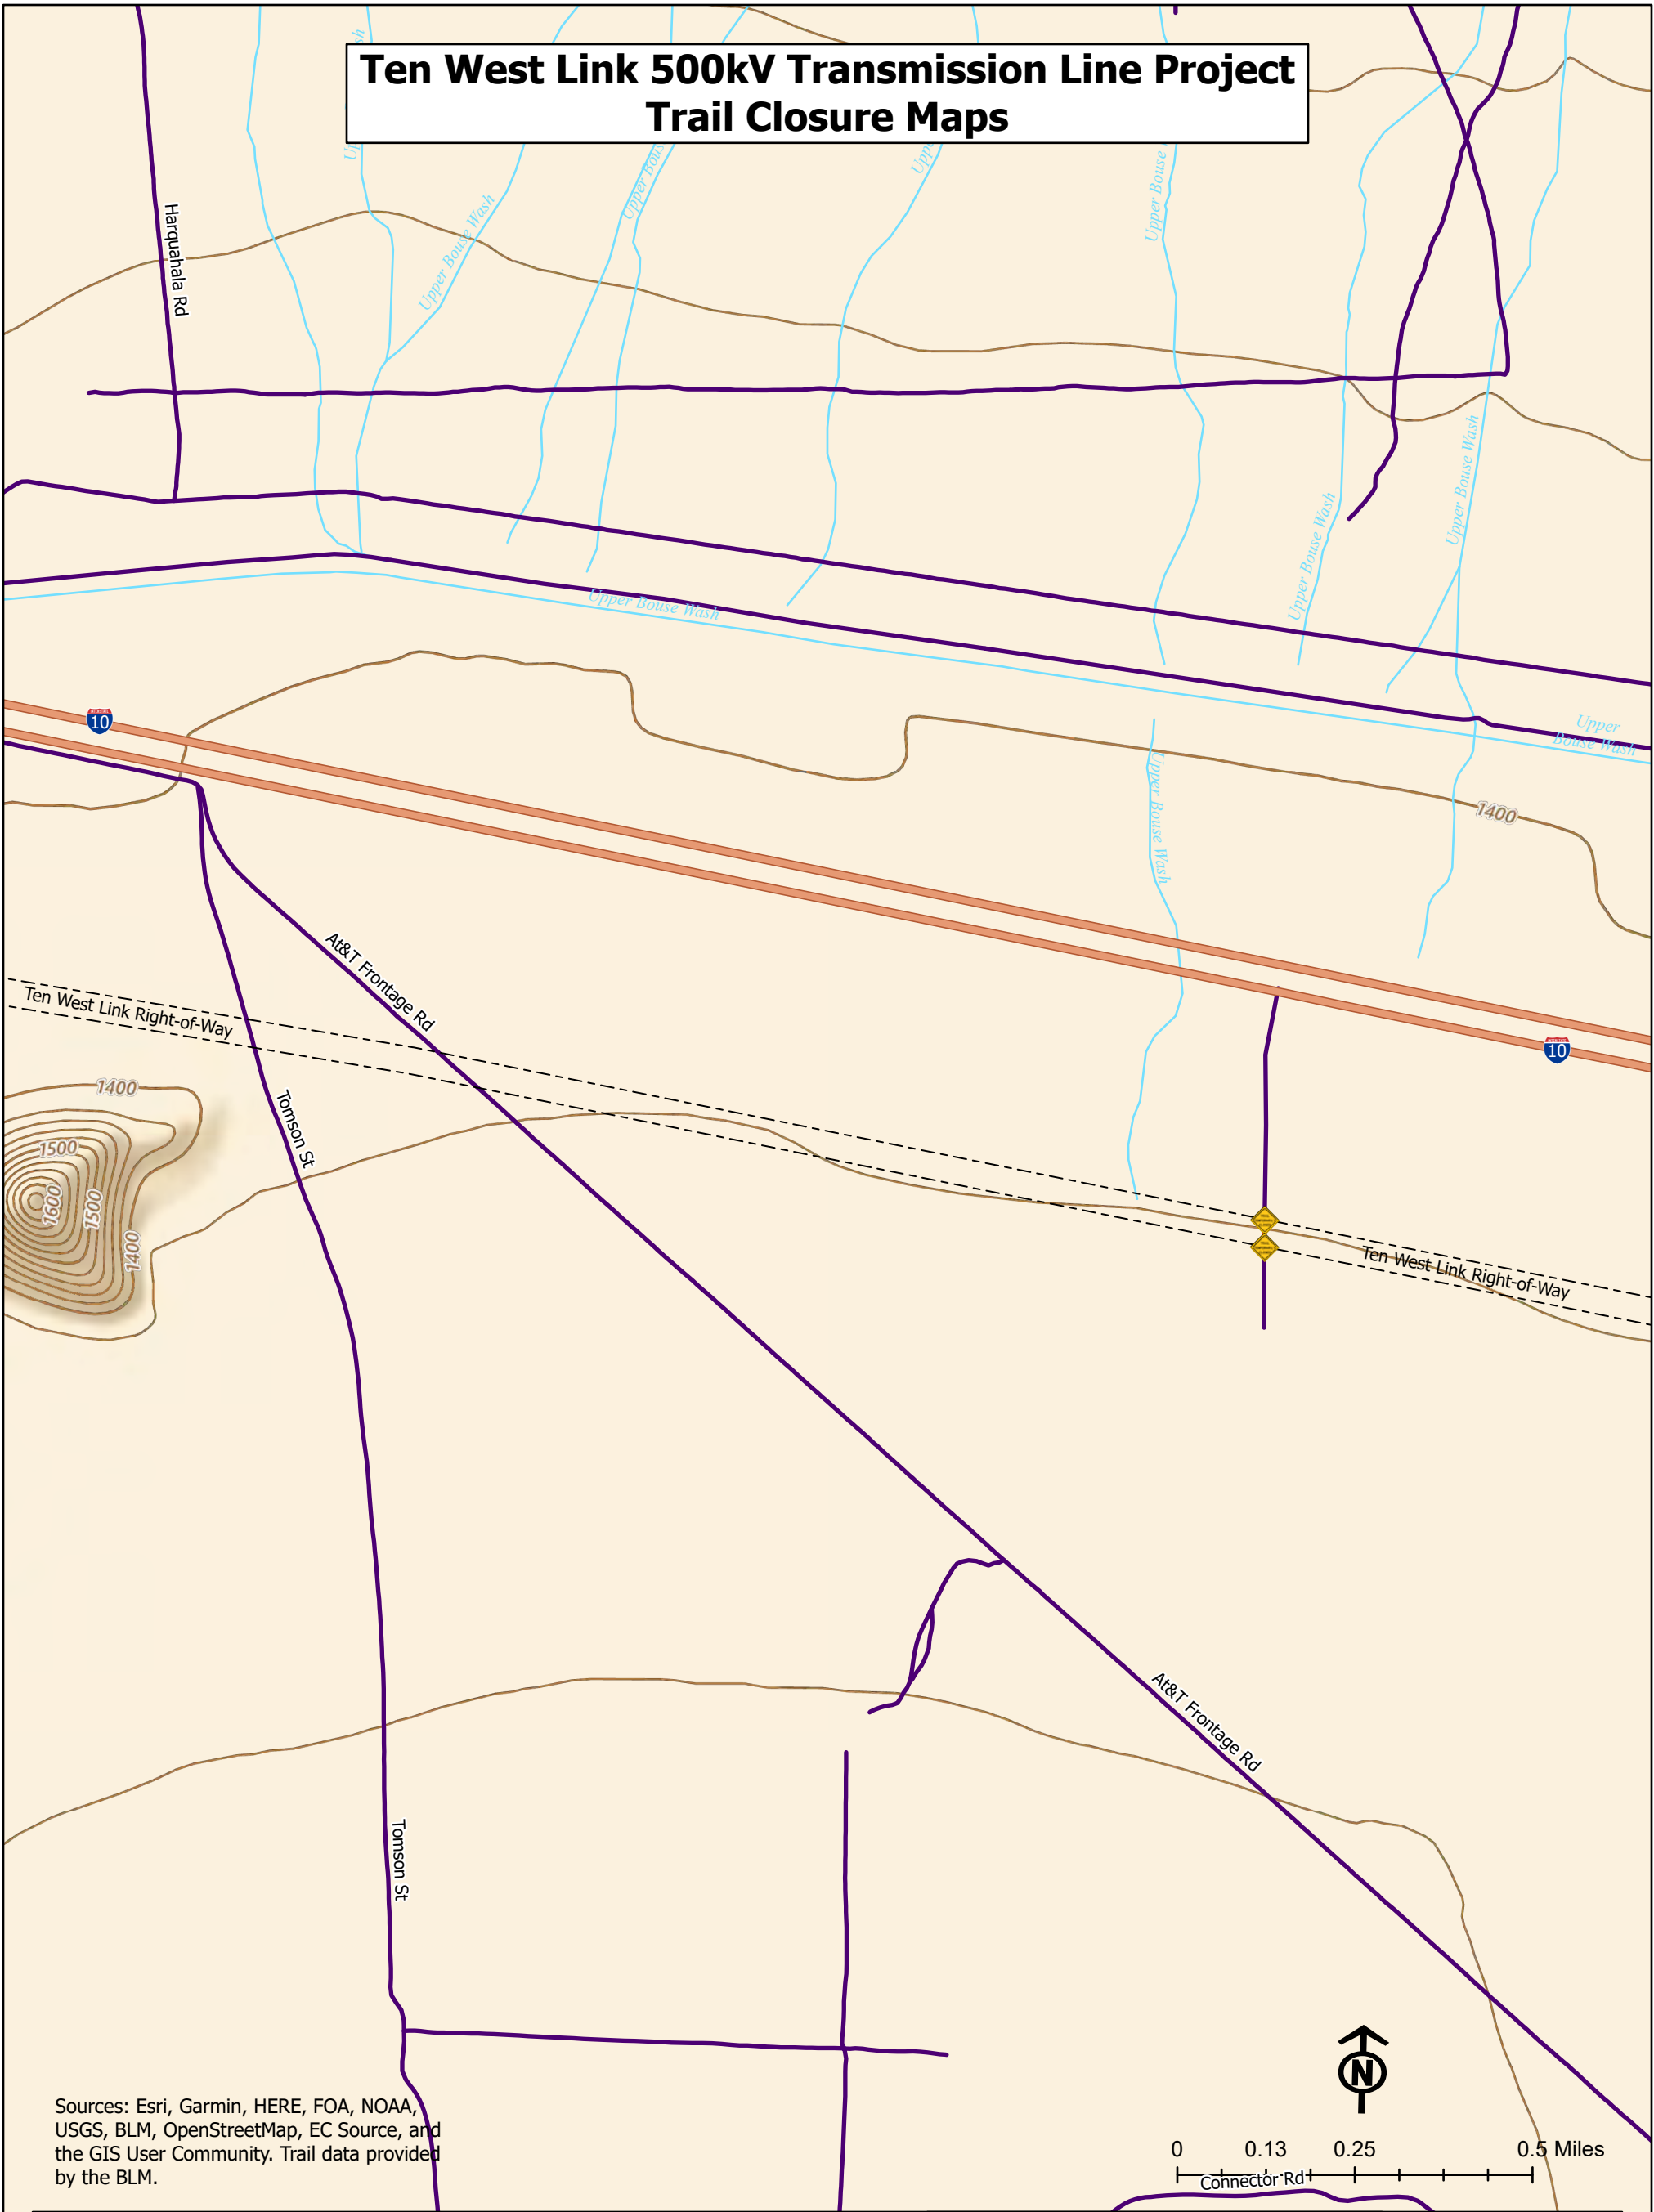 Ten West Link 500kV Transmission Line Project
Trail Closure Maps
Upper Bouse Wash
Upper Bouse
Upper Bouse
Harquahala Rd
Upper Bouse Wash
Upper Bouse Wash
Upper Bouse Wash
Upper
Bouse Wash
10
Upper Bouse Wash
1400
At&T Frontage Rd
Ten West Link Right-of-Way
10
1400
Tomson St
1500
1600
1500
1400
Ten West Link Right-of-Way
At&T Frontage Rd
Tomson St
Sources: Esri, Garmin, HERE, FOA, NOAA,
USGS, BLM, OpenStreetMap, EC Source, and
the GIS User Community. Trail data provided
by the BLM.
N
0 0.13 0.25 0.5 Miles
Connector Rd